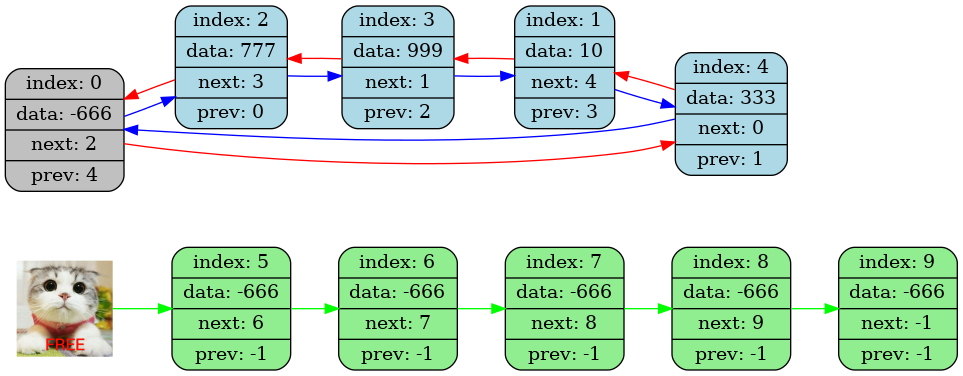 index: 0
data: -666
next: 2
prev: 4
index: 2
data: 777
next: 3
prev: 0
index: 3
data: 999
next: 1
prev: 2
index: 1
data: 10
next: 4
prev: 3
index: 4
data: 333
next: 0
prev: 1
FREE
index: 5
data: -666
next: 6
prev: -1
index: 6
data: -666
next: 7
prev: -1
index: 7
data: -666
next: 8
prev: -1
index: 8
data: -666
next: 9
prev: -1
index: 9
data: -666
next: -1
prev: -1